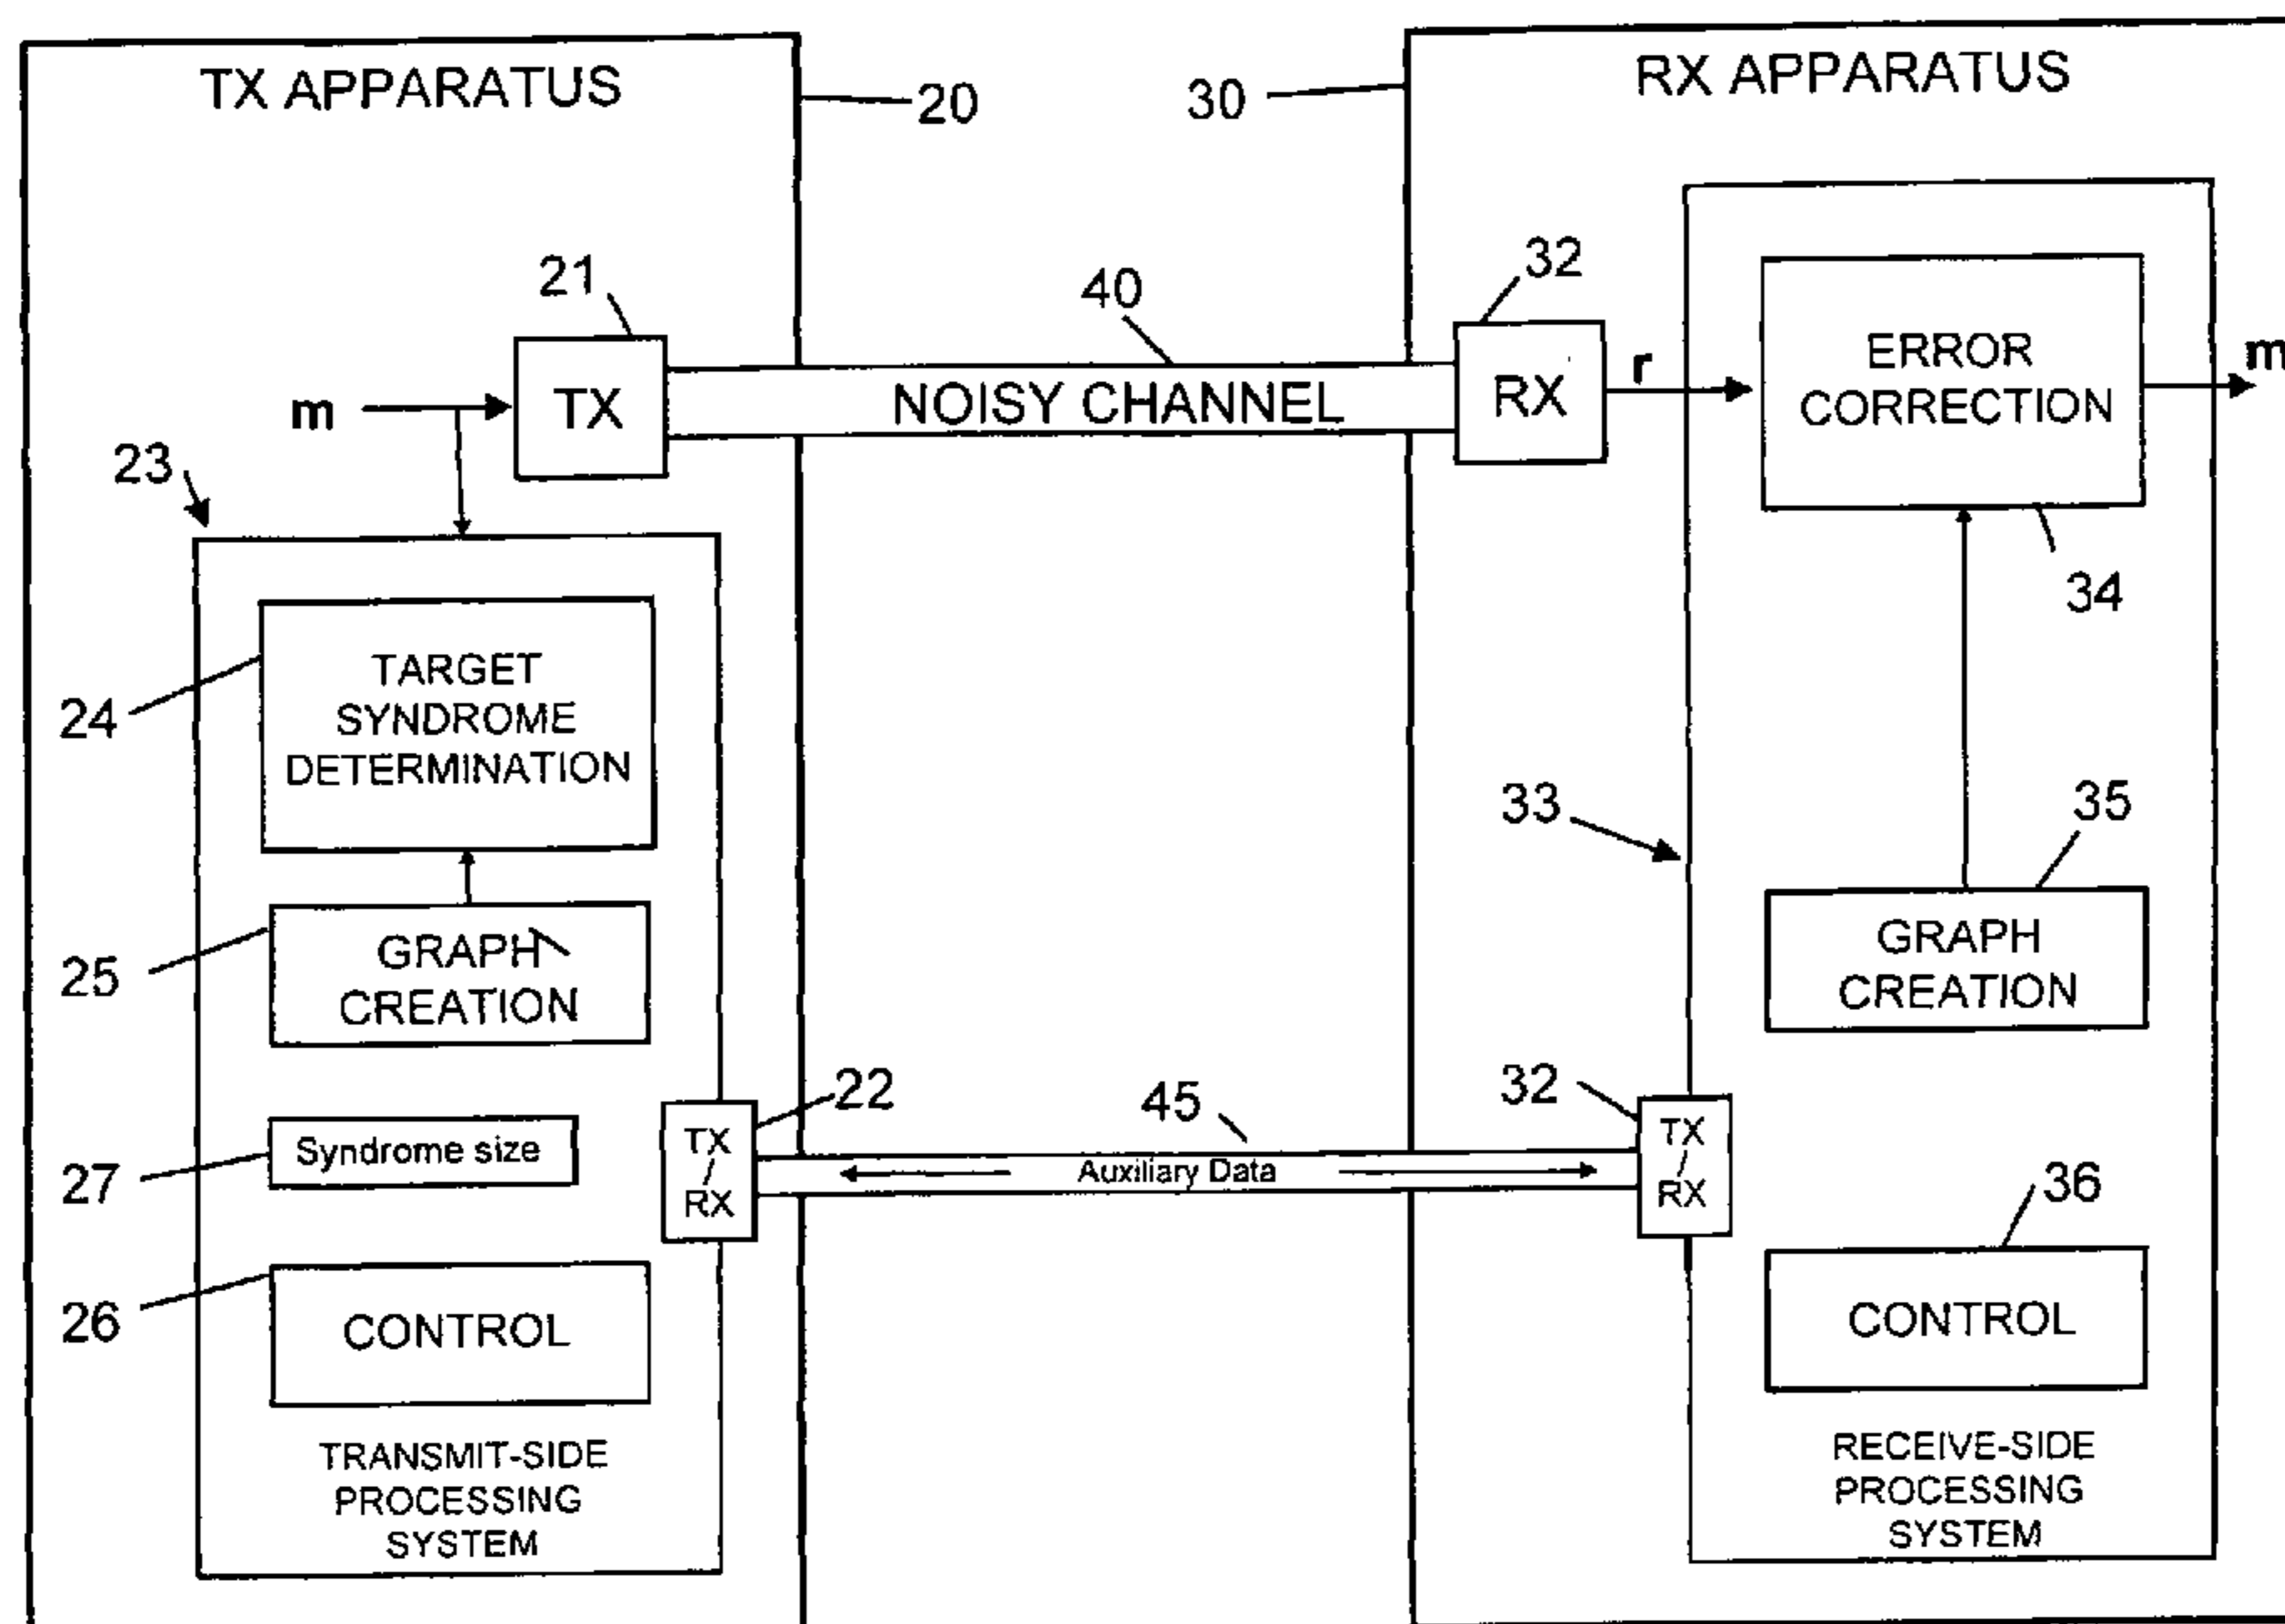 TX APPARATUS
20
30
RX APPARATUS
21
40
32
m
TX
NOISY CHANNEL
RX
r
ERROR
CORRECTION
m
23
34
24
TARGET
SYNDROME
DETERMINATION
33
35
25
GRAPH
CREATION
GRAPH
CREATION
22
45
32
27
Syndrome size
TX
/
RX
Auxiliary Data
TX
/
RX
36
26
CONTROL
CONTROL
TRANSMIT-SIDE
PROCESSING
SYSTEM
RECEIVE-SIDE
PROCESSING
SYSTEM